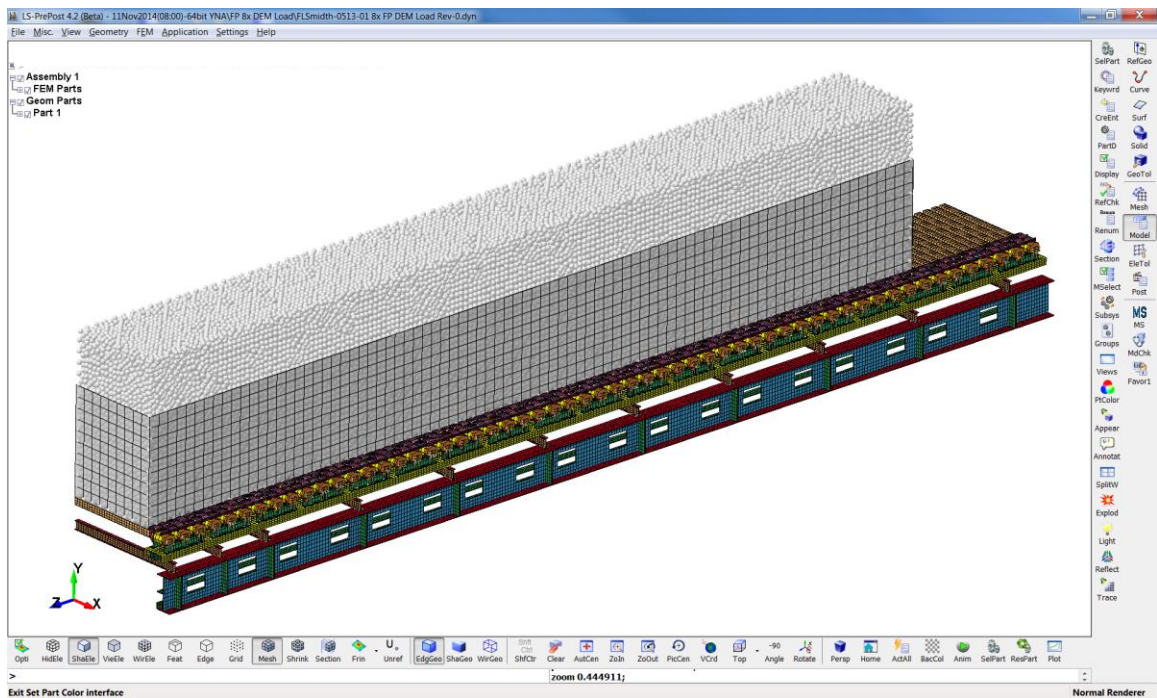 LS-PrePost 4.2 (Beta) - 11Nov2014(08:00)-64bit YNA\FP 8x DEM Load\FLSmidth-0513-01 8x FP DEM Load Rev-0.dyn
File Misc. View Geometry FEM Application Settings Help
Assembly 1
FEM Parts
Geom Parts
Part 1
SelPart RefGeo
Keywrd Curve
CreEnt Surf
PartD Solid
Display GeoTol
RefChk Mesh
Renum
Renum Model
Section EleTol
MSelect Post
Subsys MS
MS
Groups MdChk
Views Favor1
PtColor
Appear
Annotat
SplitW
Explod
Light
Reflect
Trace
Y
Z X
Opti HidEle ShaEle VieEle WirEle Feat Edge Grid Mesh Shrink Section Frin Unref EdgGeo ShaGeo WirGeo Shft Ctrl ShfCtr Clear AutCen ZoIn ZoOut PicCen VCrd Top -90 Angle Rotate Persp Home ActAll BacCol Anim SelPart ResPart Plot
> zoom 0.444911;
Exit Set Part Color interface Normal Renderer